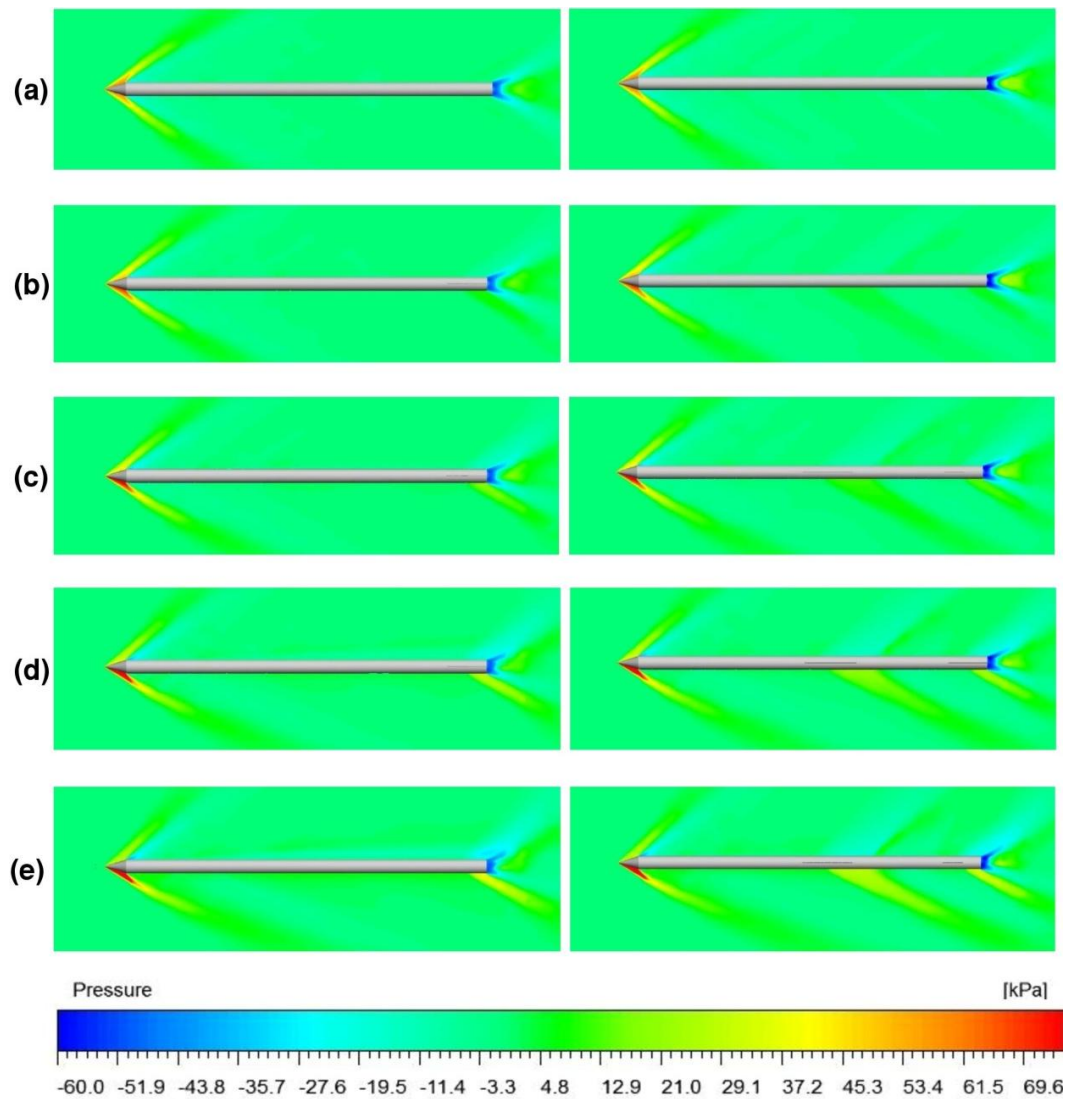 (a)
(b)
(c)
(d)
(e)
Pressure [kPa]
-60.0 -51.9 -43.8 -35.7 -27.6 -19.5 -11.4 -3.3 4.8 12.9 21.0 29.1 37.2 45.3 53.4 61.5 69.6